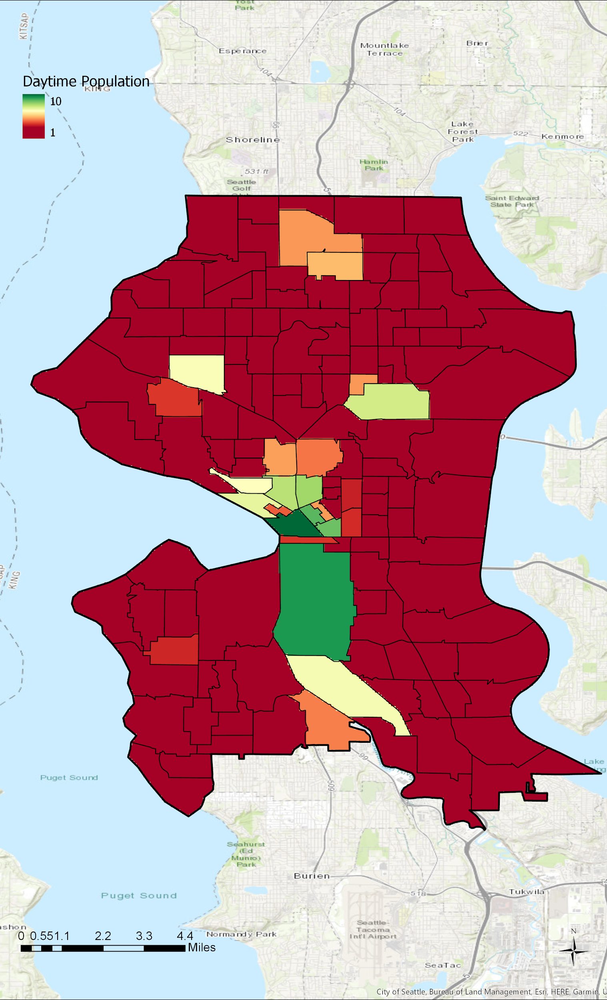 Yost
Park
KITSAP
Esperance
Mountlake
Terrace
Brier
104
Daytime Population
KING
10
1
99
104
Lake
Forest
Park
522
Kenmore
Shoreline
Hamlin
Park
531 ft
Seattle
Golf
5
Saint Edward
State Park
0
KING
99
Lake
Puget Sound
509
Seahurst
(Ed
Munro)
Park
Burien
518
Tukwila
Puget Sound
Seattle-
Tacoma
Int'l Airport
0 0.55 1.1 2.2 3.3 4.4
Miles
Normandy Park
N
SeaTac
5
City of Seattle, Bureau of Land Management, Esri, HERE, Garmin, U